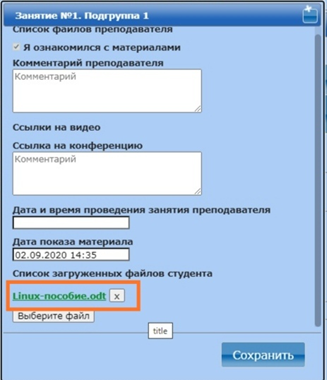 Занятие №1. Подгруппа 1
Список файлов преподавателя
Я ознакомился с материалами
Комментарий преподавателя
Комментарий
Ссылки на видео
Ссылка на конференцию
Комментарий
Дата и время проведения занятия преподавателя
Дата показа материала
02.09.2020 14:35
Список загруженных файлов студента
Linux-пособие.odt x
Выберите файл
title
Сохранить